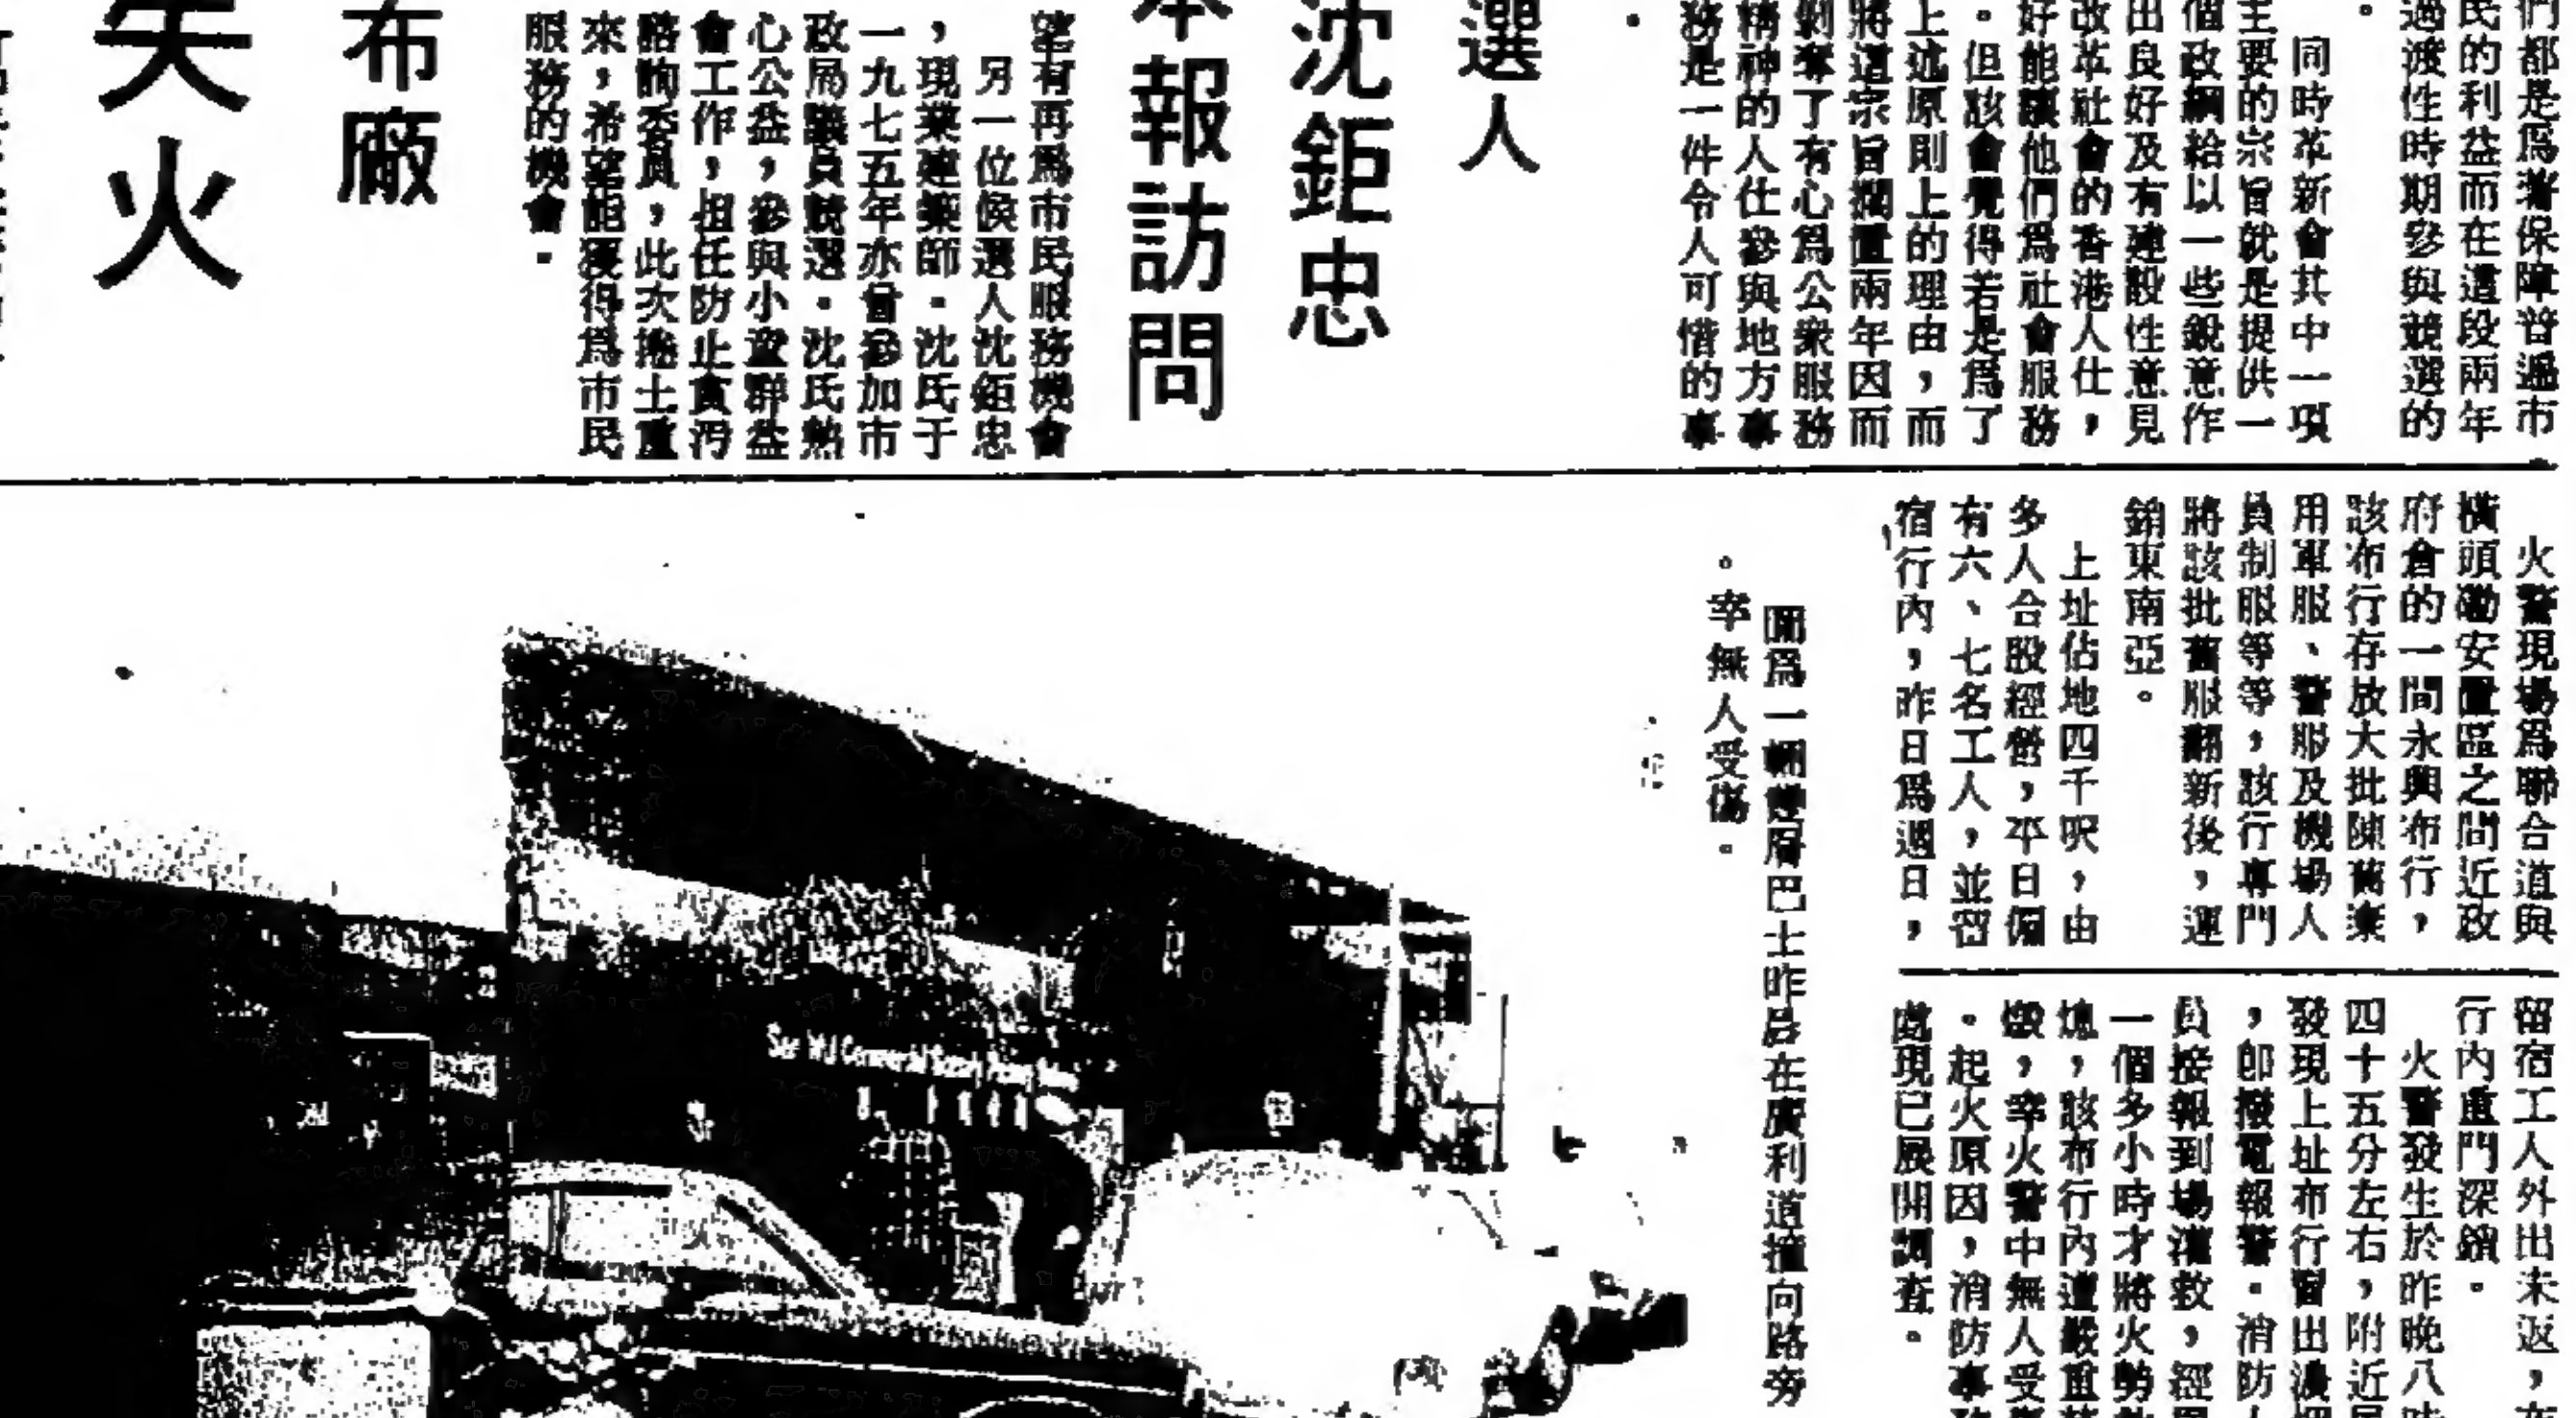 們都是爲着保障普遍市
民的利益而在這段兩年
過渡性時期參與競選的
。
同時革新會其中一項
主要的宗旨就是提供一
個政綱給以一些銳意作
出良好及有建設性意見
改革社會的香港人仕，
好能讓他們爲社會服務
。但該會覺得若是爲了
上述原則上的理由，而
將這宗旨擱置兩年因而
剝奪了有心爲公衆服務
精神的人仕參與地方事
務是一件令人可惜的事
。
選人
沈鉅忠
本報訪問
望有再爲市民服務機會
另一位候選人沈鉅忠
，現業建築師。沈氏于
一九七五年亦曾參加市
政局議員競選。沈氏熱
心公益，參與小童群益
會工作，担任防止貪污
諮詢委員，此次捲土重
來，希望能獲得爲市民
服務的機會。
布廠
失火
火警現場爲聯合道與
橫頭磡安置區之間近政
府倉的一間永興布行，
該布行存放大批陳舊棄
用軍服、警服及機場人
員制服等等，該行專門
將該批舊服翻新後，運
銷東南亞。
上址佔地四千呎，由
多人合股經營，平日僱
有六、七名工人，並留
宿行內，昨日爲週日，
留宿工人外出未返，在
行內重門深鎖。
火警發生於昨晚八時
四十五分左右，附近居
發現上址布行冒出濃烟
，卽撥電報警。消防人
員接報到場灌救，經
一個多小時才將火勢
熄，該布行內遭嚴重
燬，幸火警中無人受
。起火原因，消防事
處現已展開調查。
圖爲一輛雙層巴士昨晨在廣利道撞向路旁
。幸無人受傷。